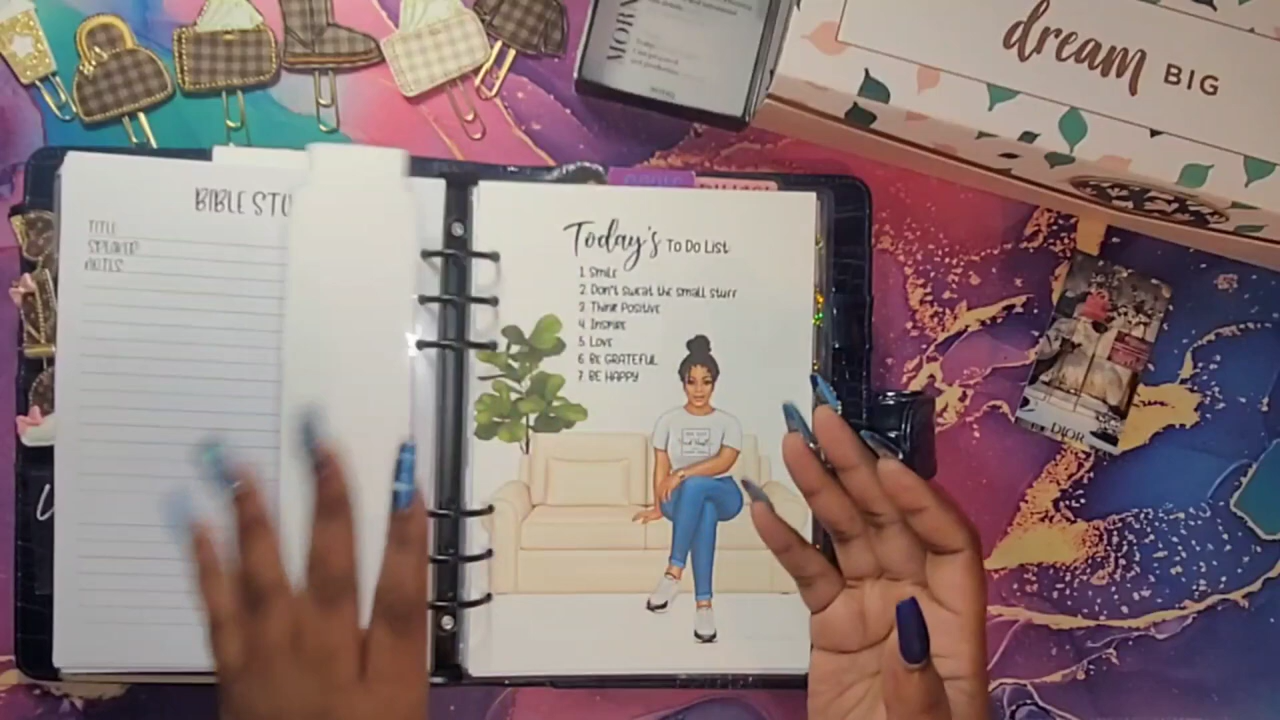 MORN
dream BIG
BIBLE STU
TITLE
SPEAKER
NOTES
Today's To Do List
1. Smile
2. Don't sweat the small stuff
3. Think Positive
4. Inspire
5. Love
6. BE GRATEFUL
7. BE HAPPY
DIOR